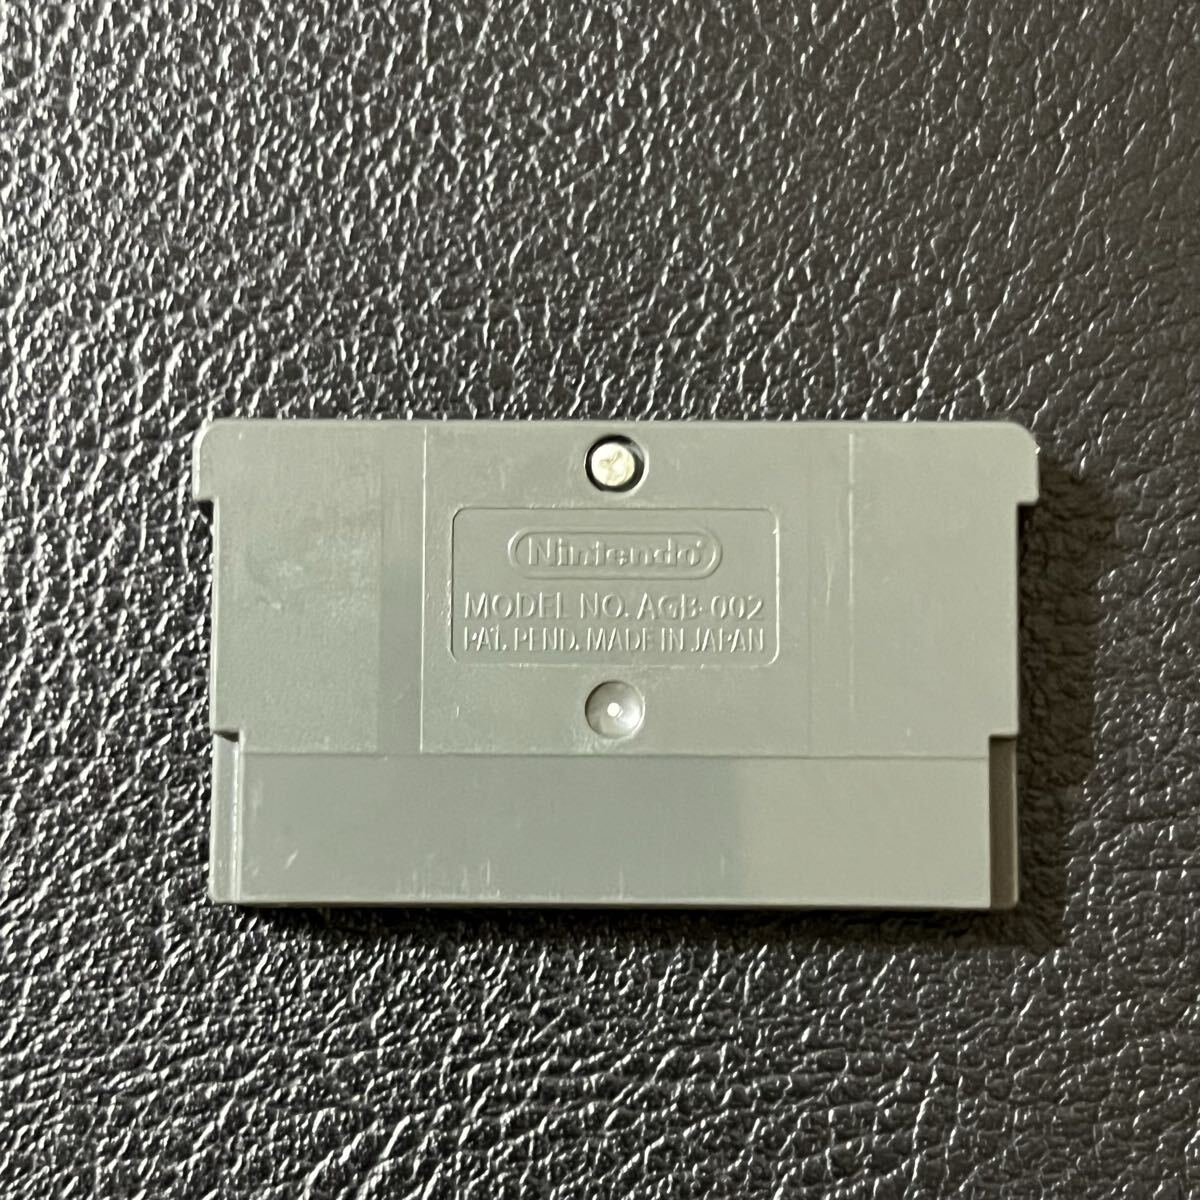 Nintendo
MODEL NO. AGB-002
PAT. PEND. MADE IN JAPAN